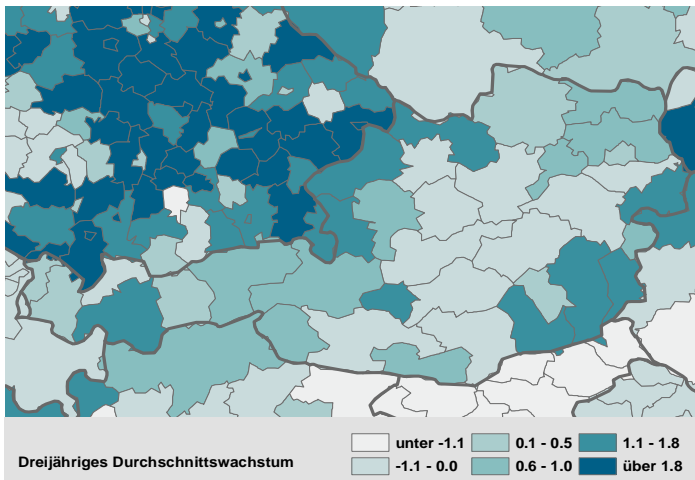 unter -1.1
0.1 - 0.5
1.1 - 1.8
Dreijähriges Durchschnittswachstum
-1.1 - 0.0
0.6 - 1.0
über 1.8